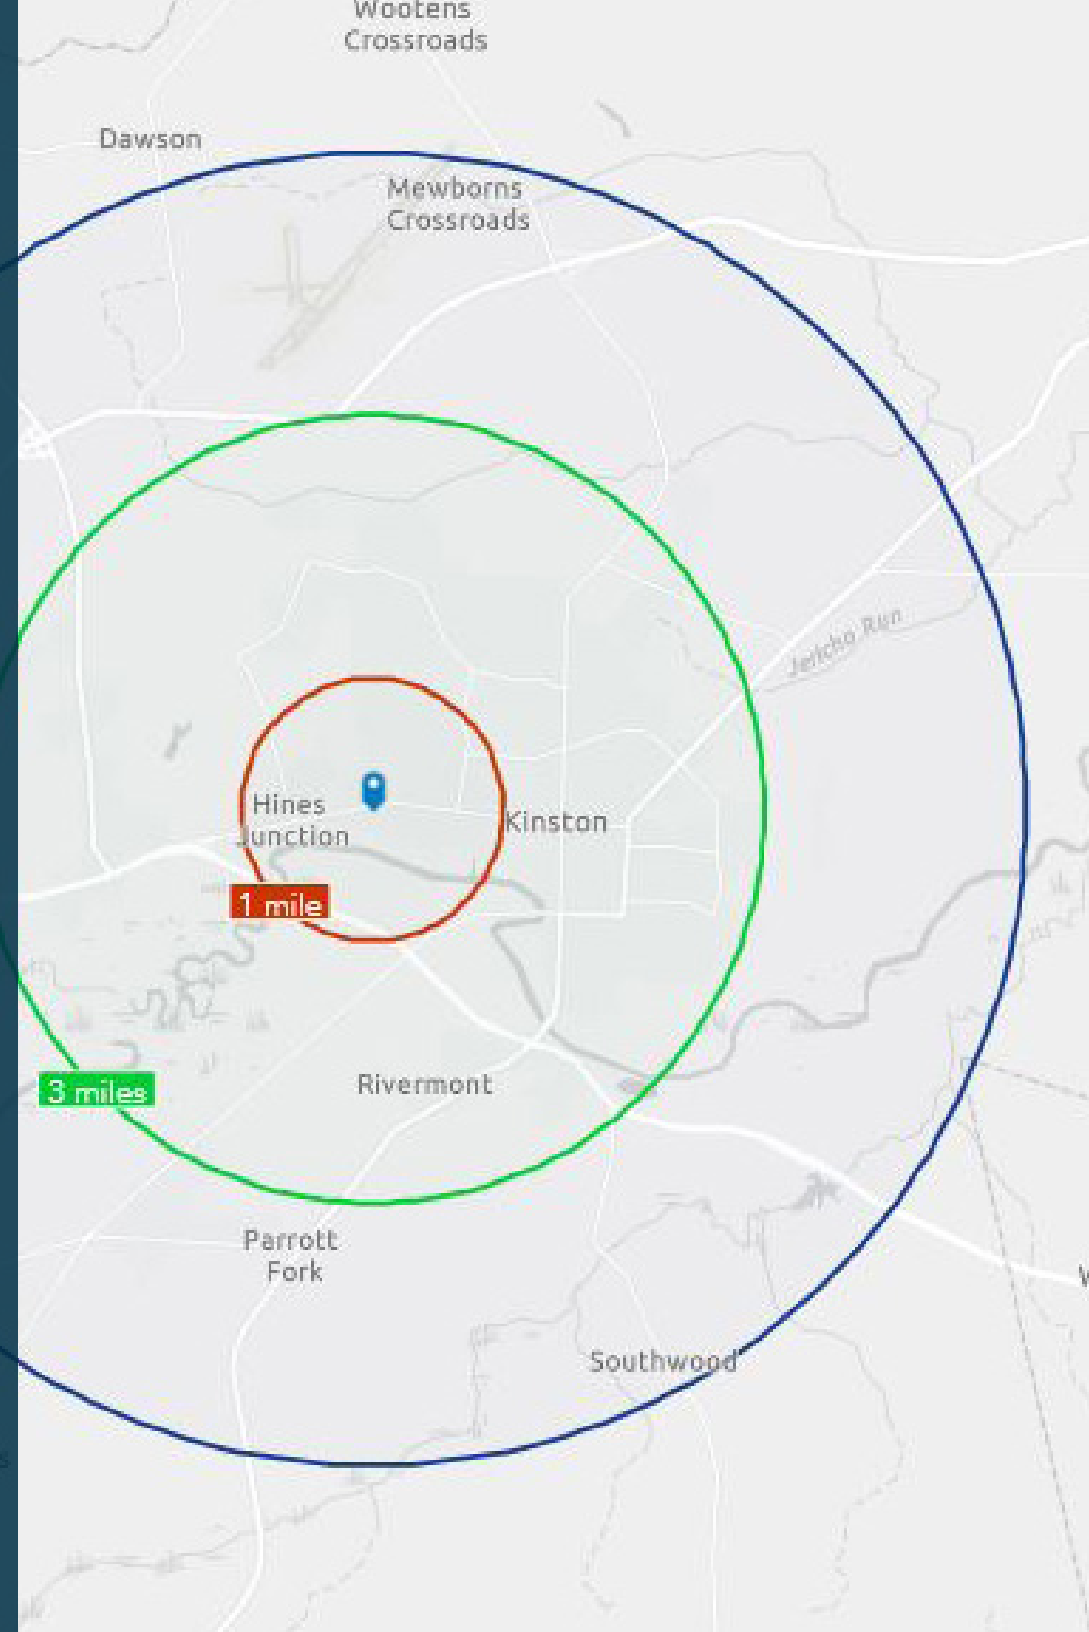 Wootens
Crossroads
Dawson
Mewborns
Crossroads
Jericho Run
Hines
Junction
Kinston
1 mile
Rivermont
3 miles
Parrott
Fork
Southwood